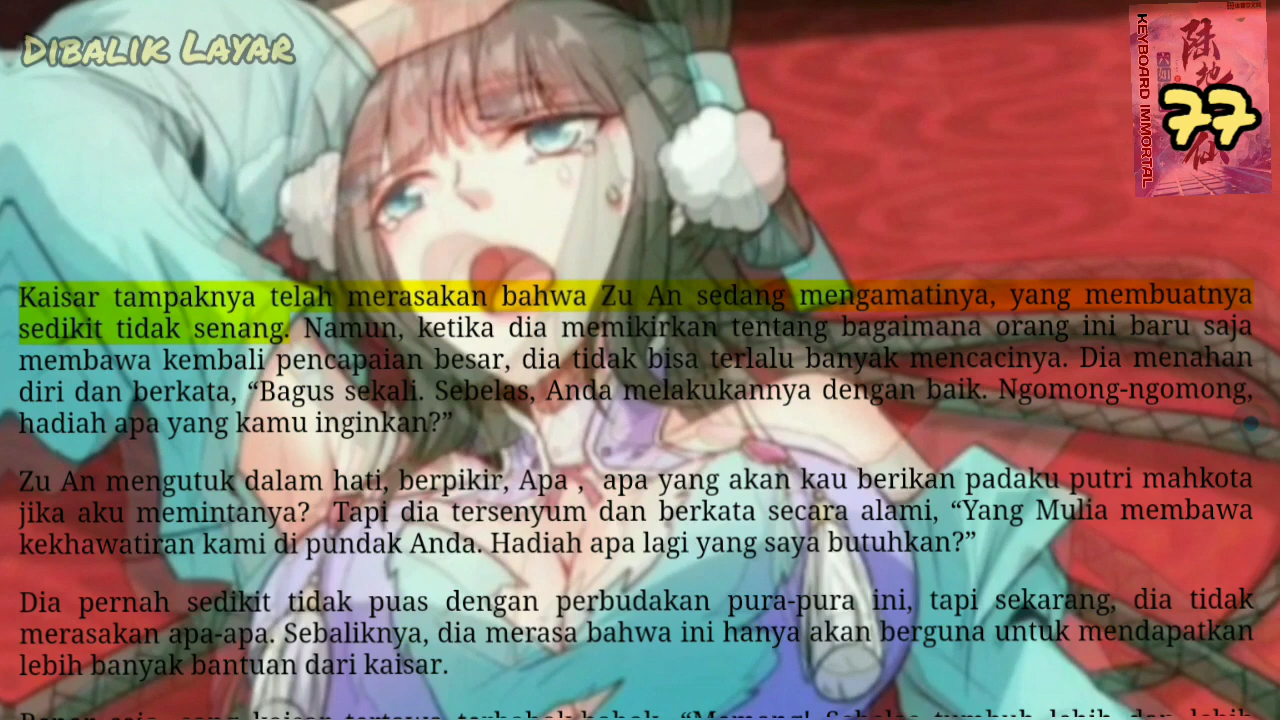 DIBALIK LAYAR
KEYBOARD IMMORTAL
陆地
仙
77
Kaisar tampaknya telah merasakan bahwa Zu An sedang mengamatinya, yang membuatnya
sedikit tidak senang. Namun, ketika dia memikirkan tentang bagaimana orang ini baru saja
membawa kembali pencapaian besar, dia tidak bisa terlalu banyak mencacinya. Dia menahan
diri dan berkata, “Bagus sekali. Sebelas, Anda melakukannya dengan baik. Ngomong-ngomong,
hadiah apa yang kamu inginkan?”
Zu An mengutuk dalam hati, berpikir, Apa , apa yang akan kau berikan padaku putri mahkota
jika aku memintanya? Tapi dia tersenyum dan berkata secara alami, “Yang Mulia membawa
kekhawatiran kami di pundak Anda. Hadiah apa lagi yang saya butuhkan?”
Dia pernah sedikit tidak puas dengan perbudakan pura-pura ini, tapi sekarang, dia tidak
merasakan apa-apa. Sebaliknya, dia merasa bahwa ini hanya akan berguna untuk mendapatkan
lebih banyak bantuan dari kaisar.